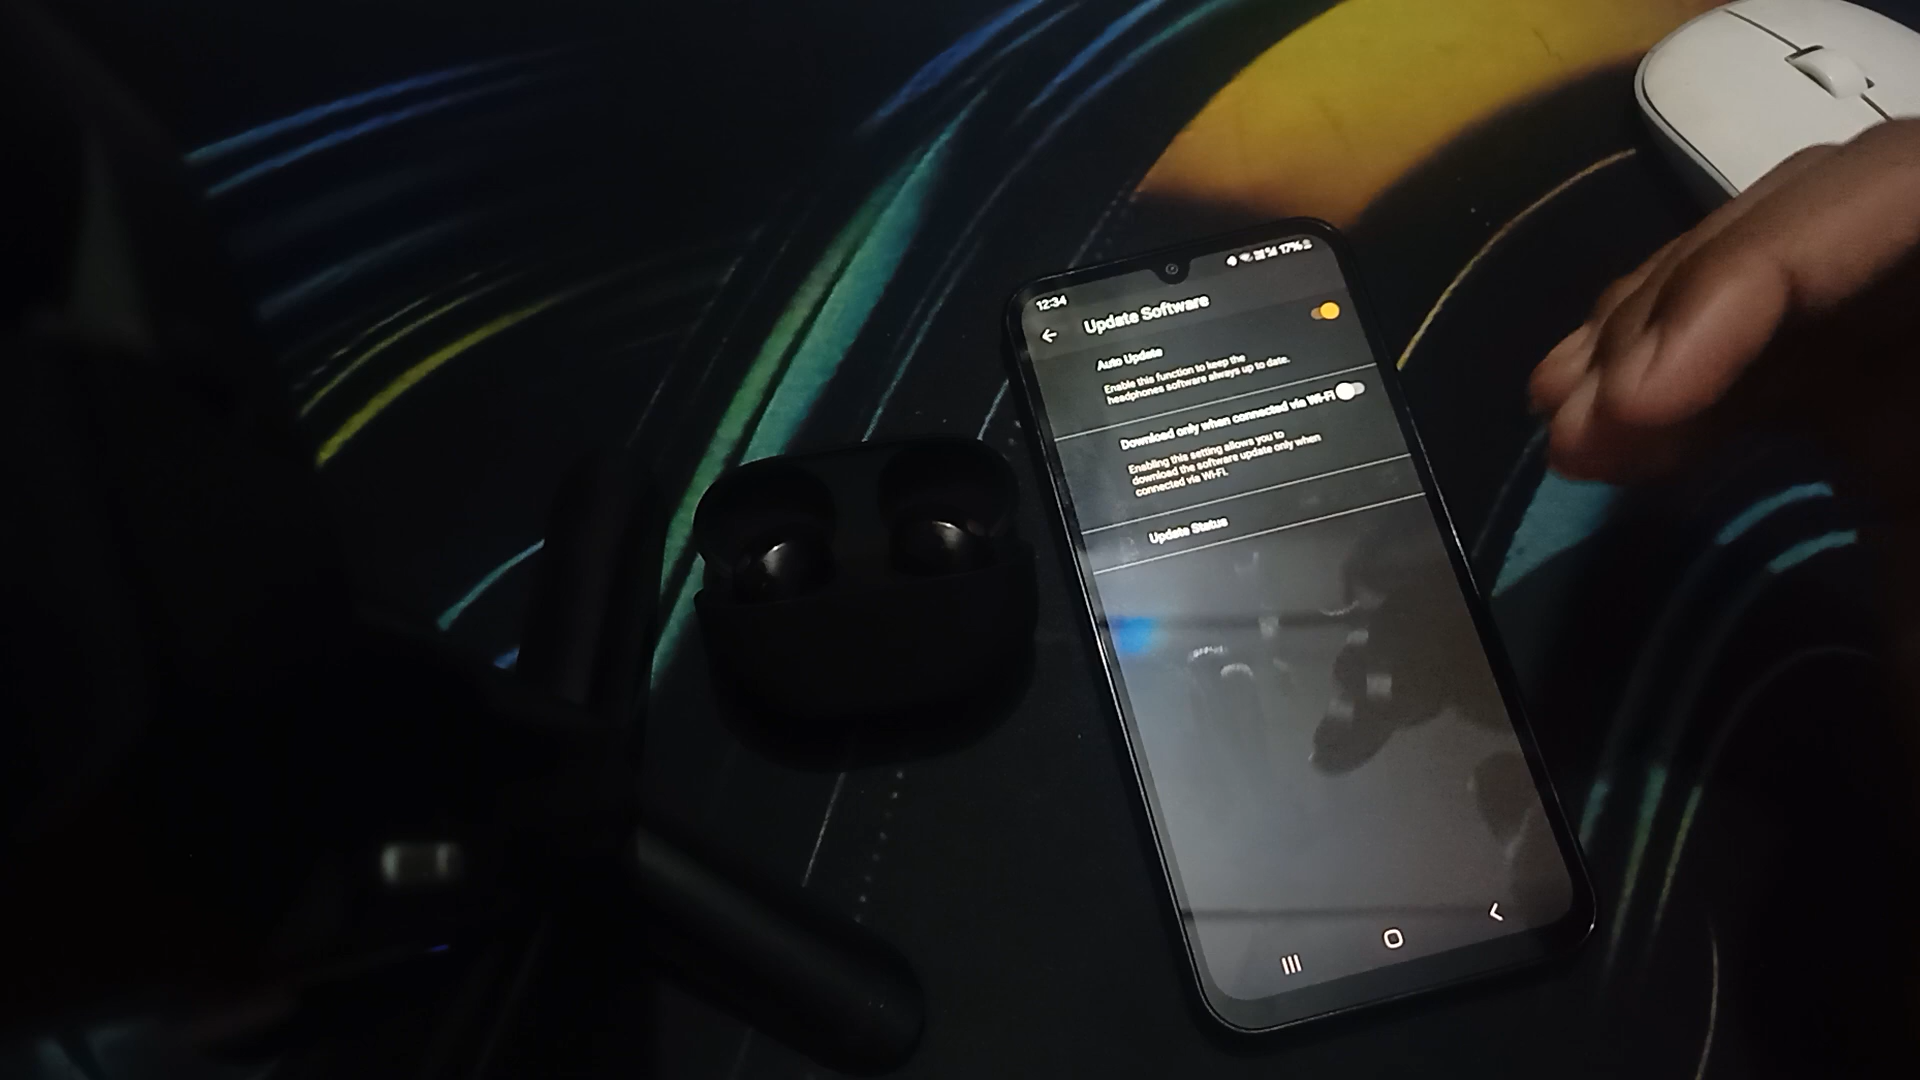 12:34
17%
Update Software
Auto Update
Enable this function to keep the
headphones software always up to date.
Download only when connected via Wi-Fi
Enabling this setting allows you to
download the software update only when
connected via Wi-Fi.
Update Status